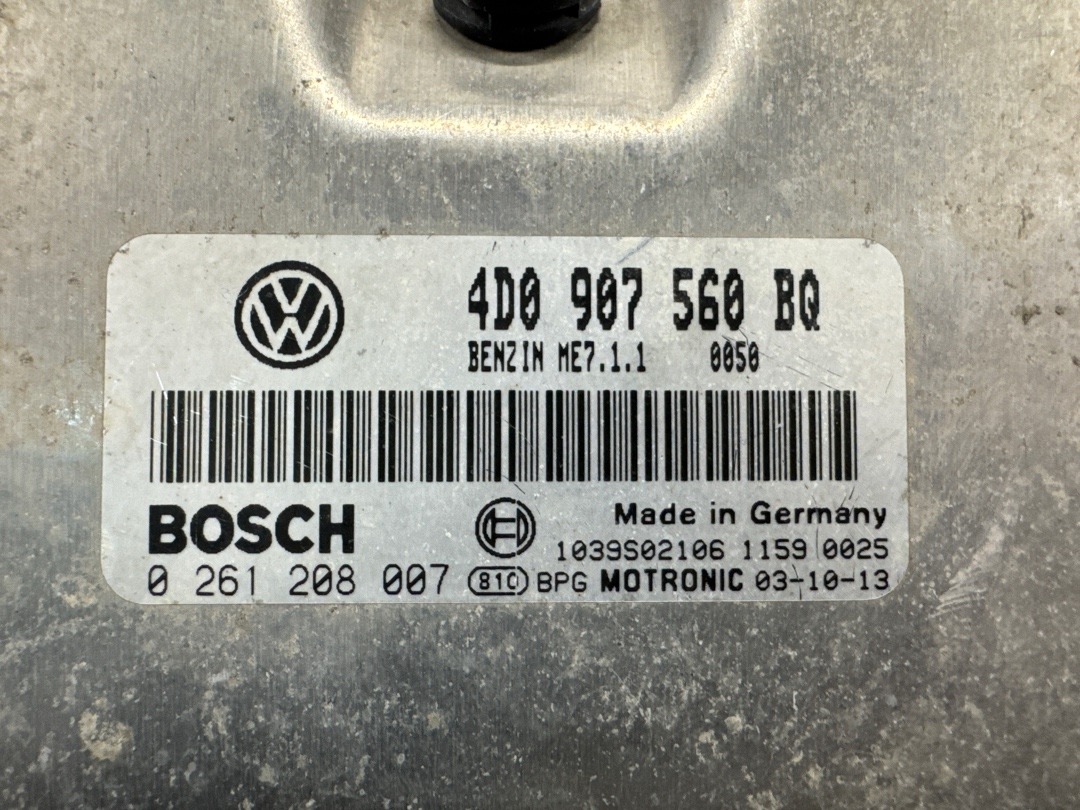 4D0 907 560 BQ
BENZIN ME7.1.1 0050
BOSCH
Made in Germany
1039S02106 1159 0025
0 261 208 007 810 BPG MOTRONIC 03-10-13